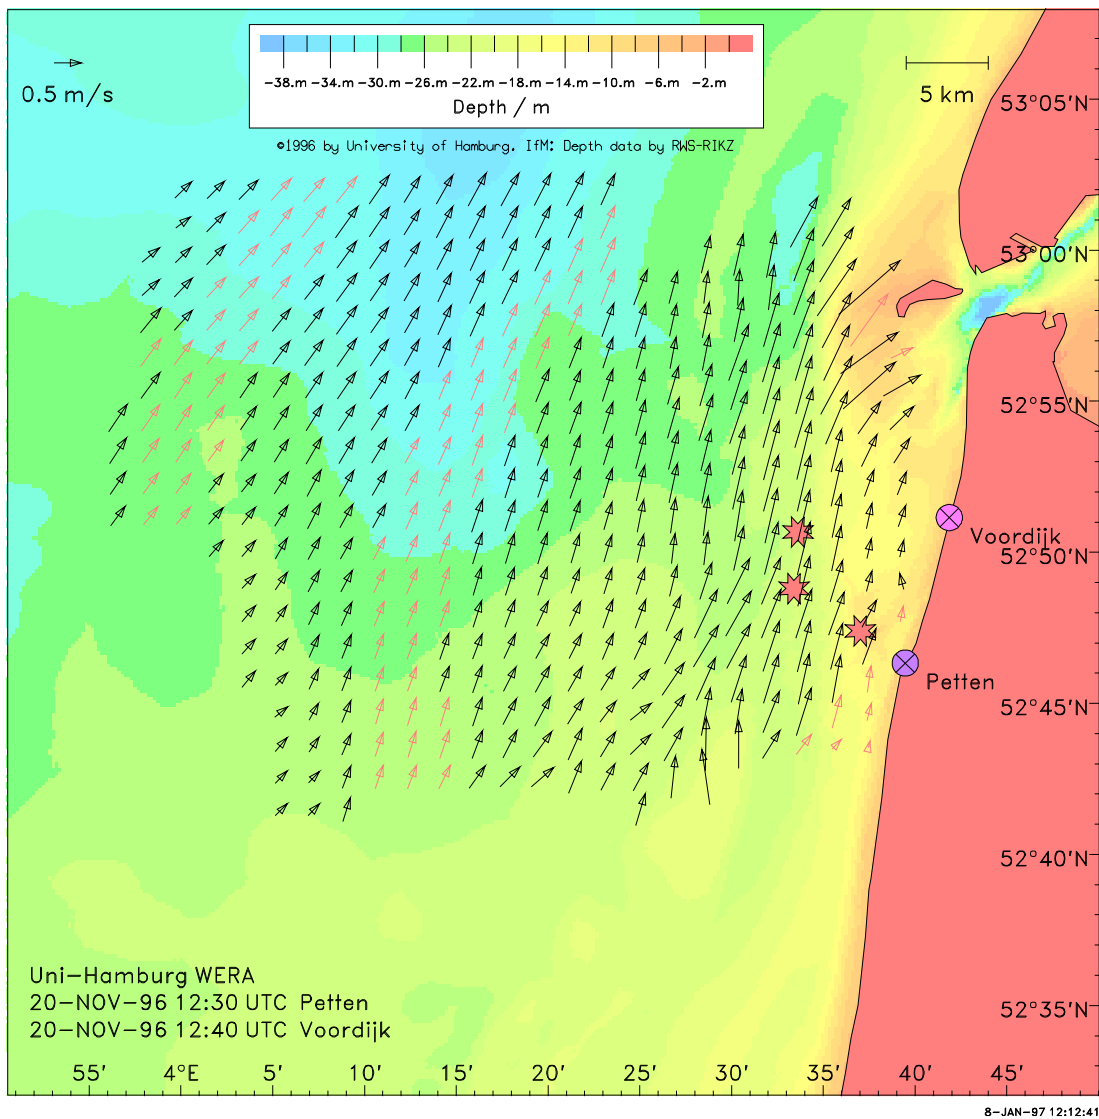 −38.m −34.m −30.m −26.m −22.m −18.m −14.m −10.m −6.m −2.m
Depth / m
0.5 m/s
5 km
53°05'N
©1996 by University of Hamburg. IfM: Depth data by RWS-RIKZ
53°00'N
52°55'N
Voordijk
52°50'N
Petten
52°45'N
52°40'N
Uni−Hamburg WERA
20−NOV−96 12:30 UTC Petten
20−NOV−96 12:40 UTC Voordijk
52°35'N
55' 4°E 5' 10' 15' 20' 25' 30' 35' 40' 45'
8-JAN-97 12:12:41